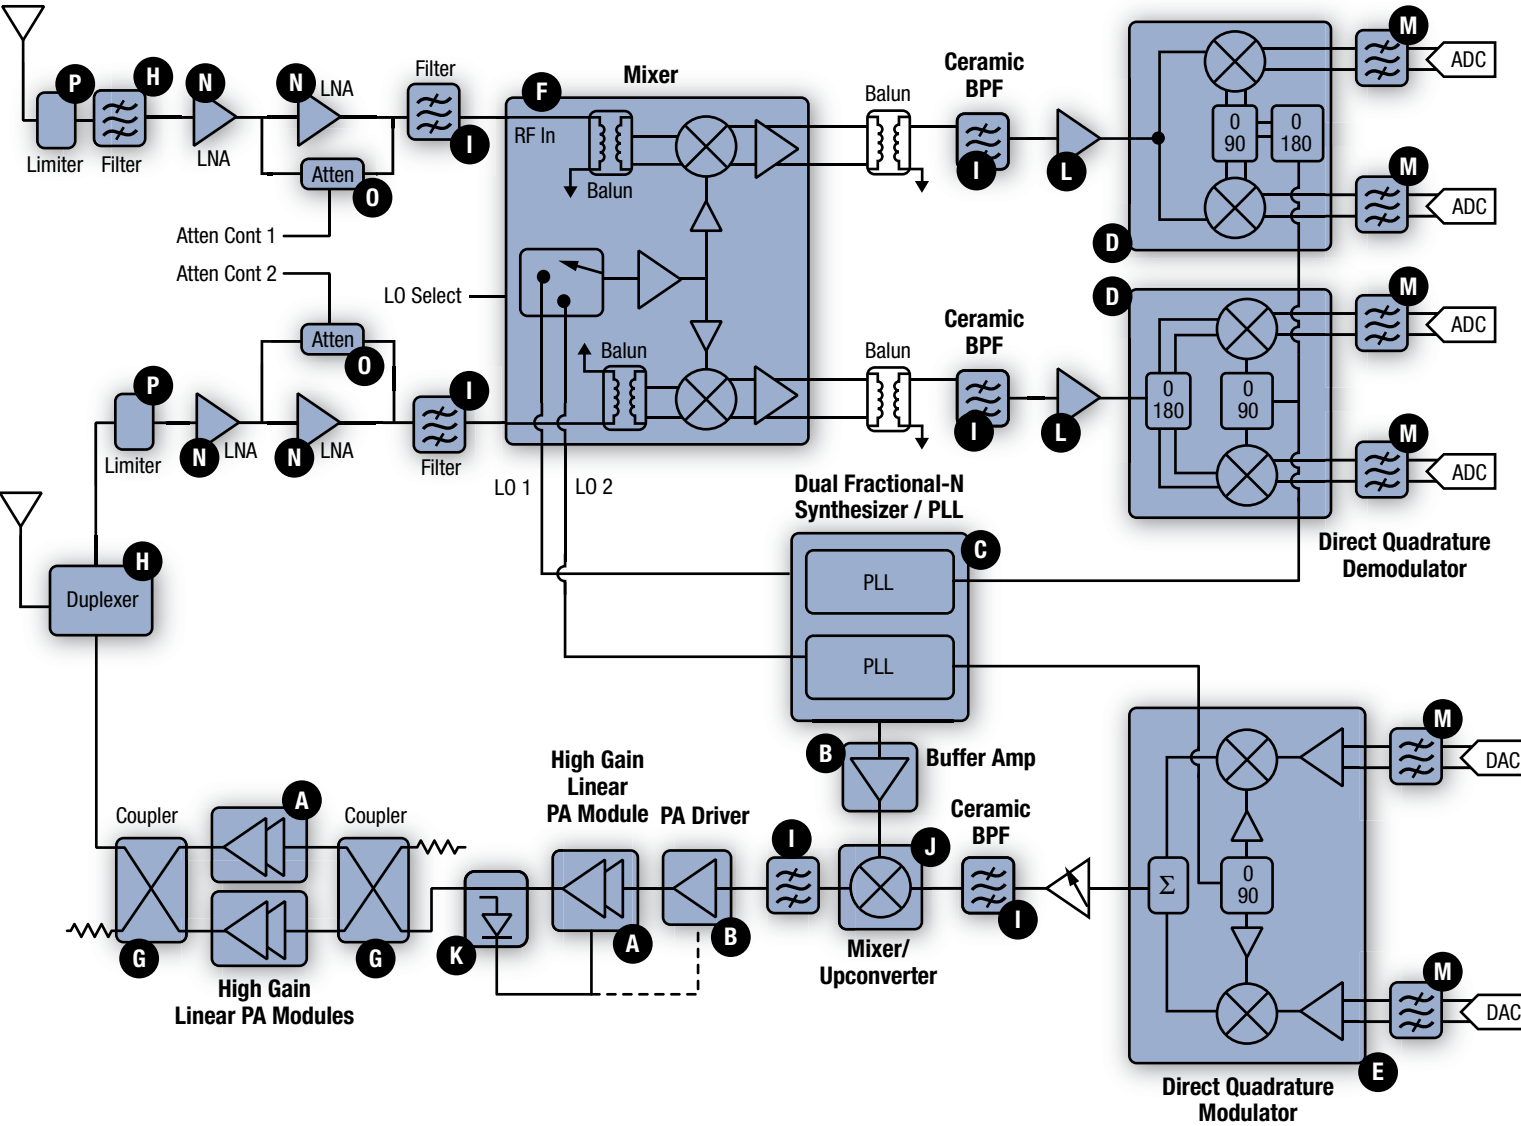 M
ADC
Ceramic
BPF
Filter
Mixer
P
H
N
N
LNA
F
Balun
RF In
I
0
90
0
180
Limiter
Filter
LNA
Atten
O
Balun
I
L
M
ADC
Atten Cont 1
D
Atten Cont 2
LO Select
D
M
ADC
Ceramic
BPF
Atten
O
Balun
Balun
P
I
0
180
0
90
N
LNA
N
LNA
I
L
M
ADC
Limiter
Filter
LO 1
LO 2
Dual Fractional-N
Synthesizer / PLL
C
Direct Quadrature
Demodulator
H
Duplexer
PLL
PLL
M
DAC
B
Buffer Amp
High Gain
Linear
PA Module
PA Driver
Ceramic
BPF
Coupler
A
Coupler
I
J
Σ
0
90
I
K
A
B
G
G
Mixer/
Upconverter
High Gain
Linear PA Modules
M
DAC
E
Direct Quadrature
Modulator